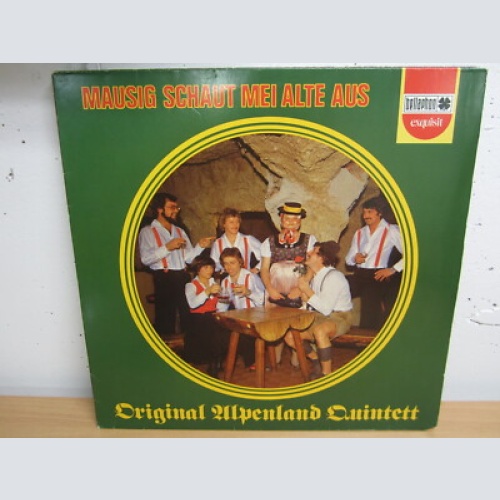 MAUSIG SCHAUT MEI ALTE AUS
bellaphon
exquisit
Original Alpenland Quintett